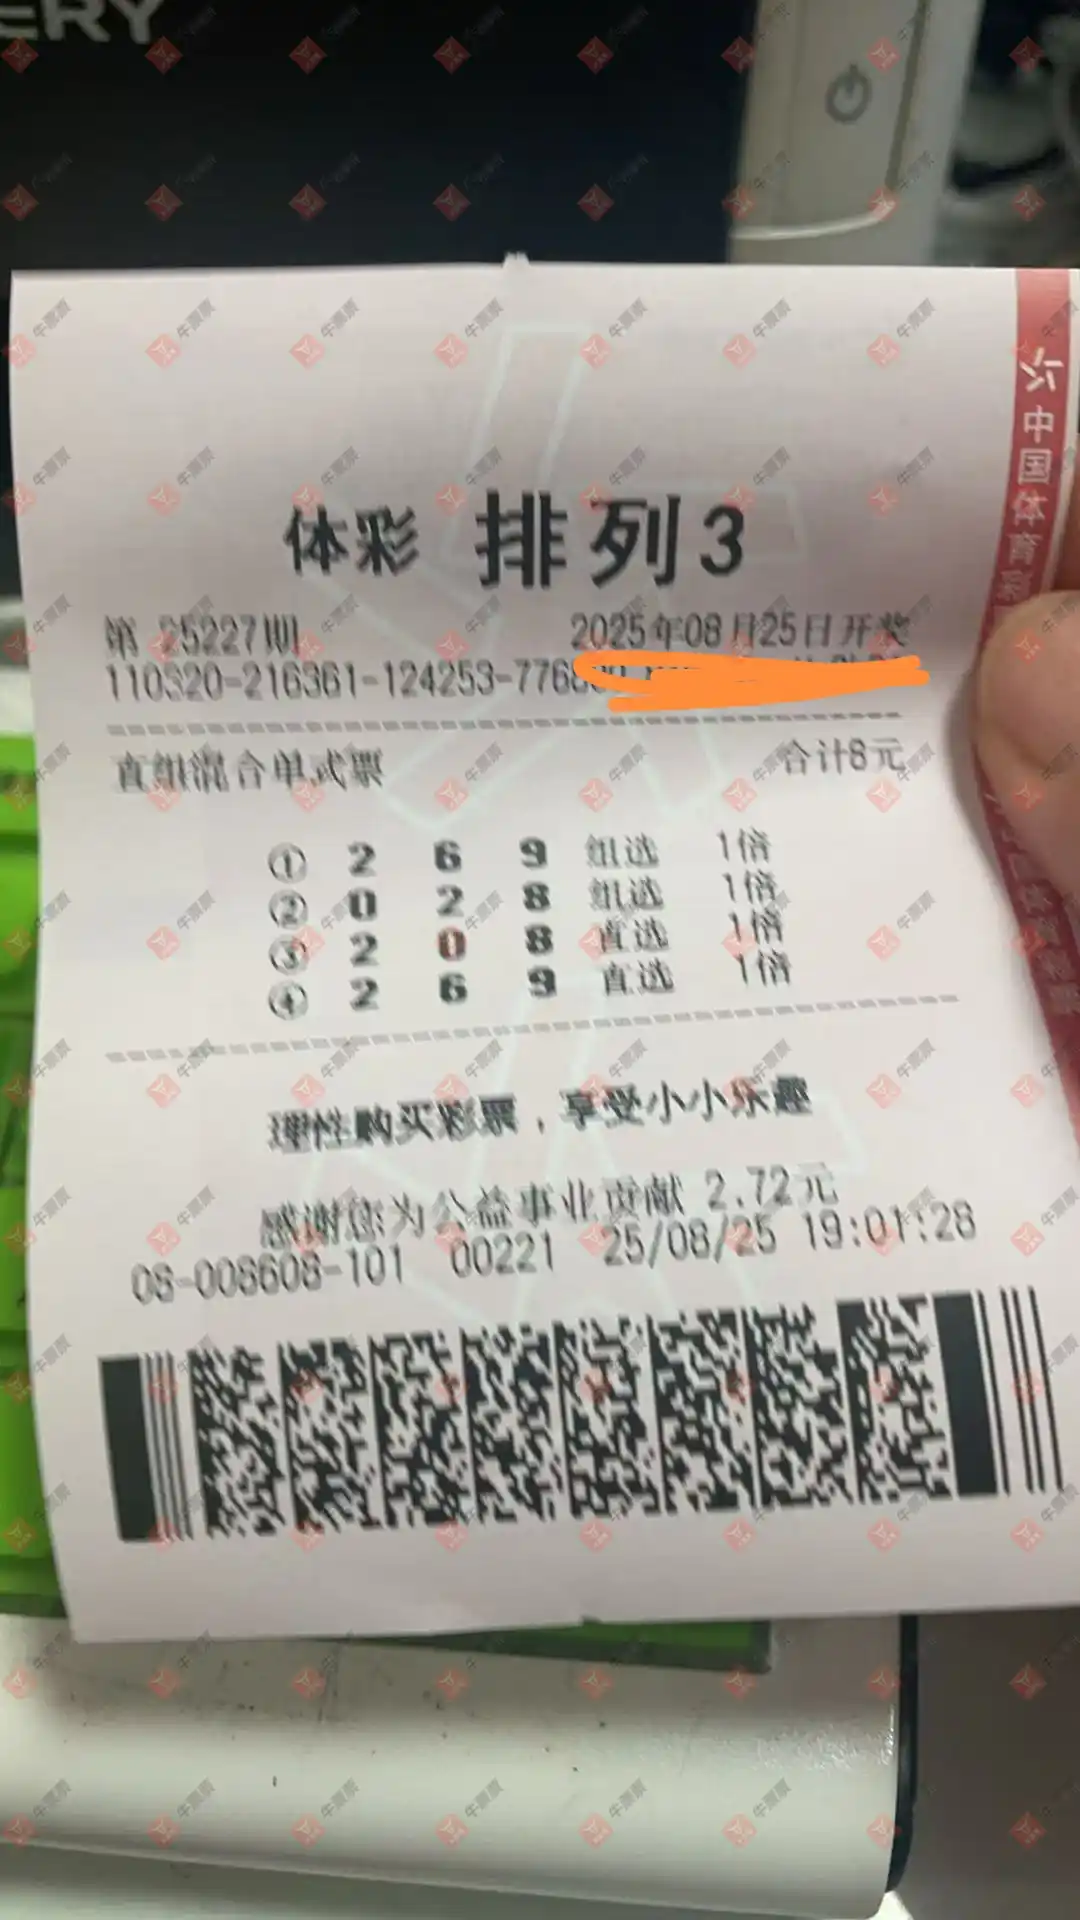 ERY
中国体育彩
体彩 排列3
第 25227期 2025年08月25日开奖
110320-216361-124253-7768
直组混合单式票 合计8元
① 2 6 9 组选 1倍
② 0 2 8 组选 1倍
③ 2 0 8 直选 1倍
④ 2 6 9 直选 1倍
理性购买彩票，享受小小乐趣
感谢您为公益事业贡献 2.72元
08-008608-101 00221 25/08/25 19:01:28
牛票票